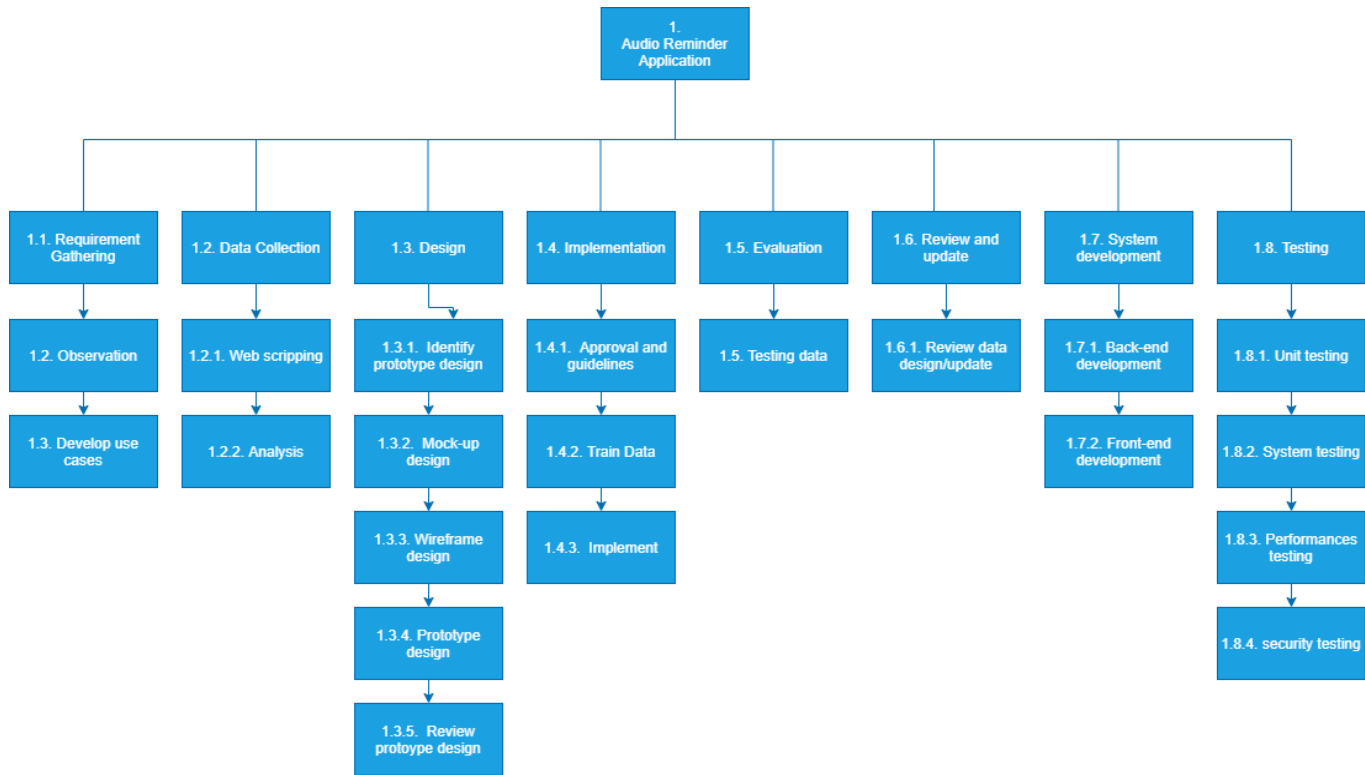 1.
Audio Reminder
Application
1.1. Requirement
Gathering
1.2. Data Collection
1.3. Design
1.4. Implementation
1.5. Evaluation
1.6. Review and
update
1.7. System
development
1.8. Testing
1.2. Observation
1.2.1. Web scripping
1.3.1. Identify
prototype design
1.4.1. Approval and
guidelines
1.5. Testing data
1.6.1. Review data
design/update
1.7.1. Back-end
development
1.8.1. Unit testing
1.3. Develop use
cases
1.2.2. Analysis
1.3.2. Mock-up
design
1.4.2. Train Data
1.7.2. Front-end
development
1.8.2. System testing
1.3.3. Wireframe
design
1.4.3. Implement
1.8.3. Performances
testing
1.3.4. Prototype
design
1.8.4. security testing
1.3.5. Review
protoype design